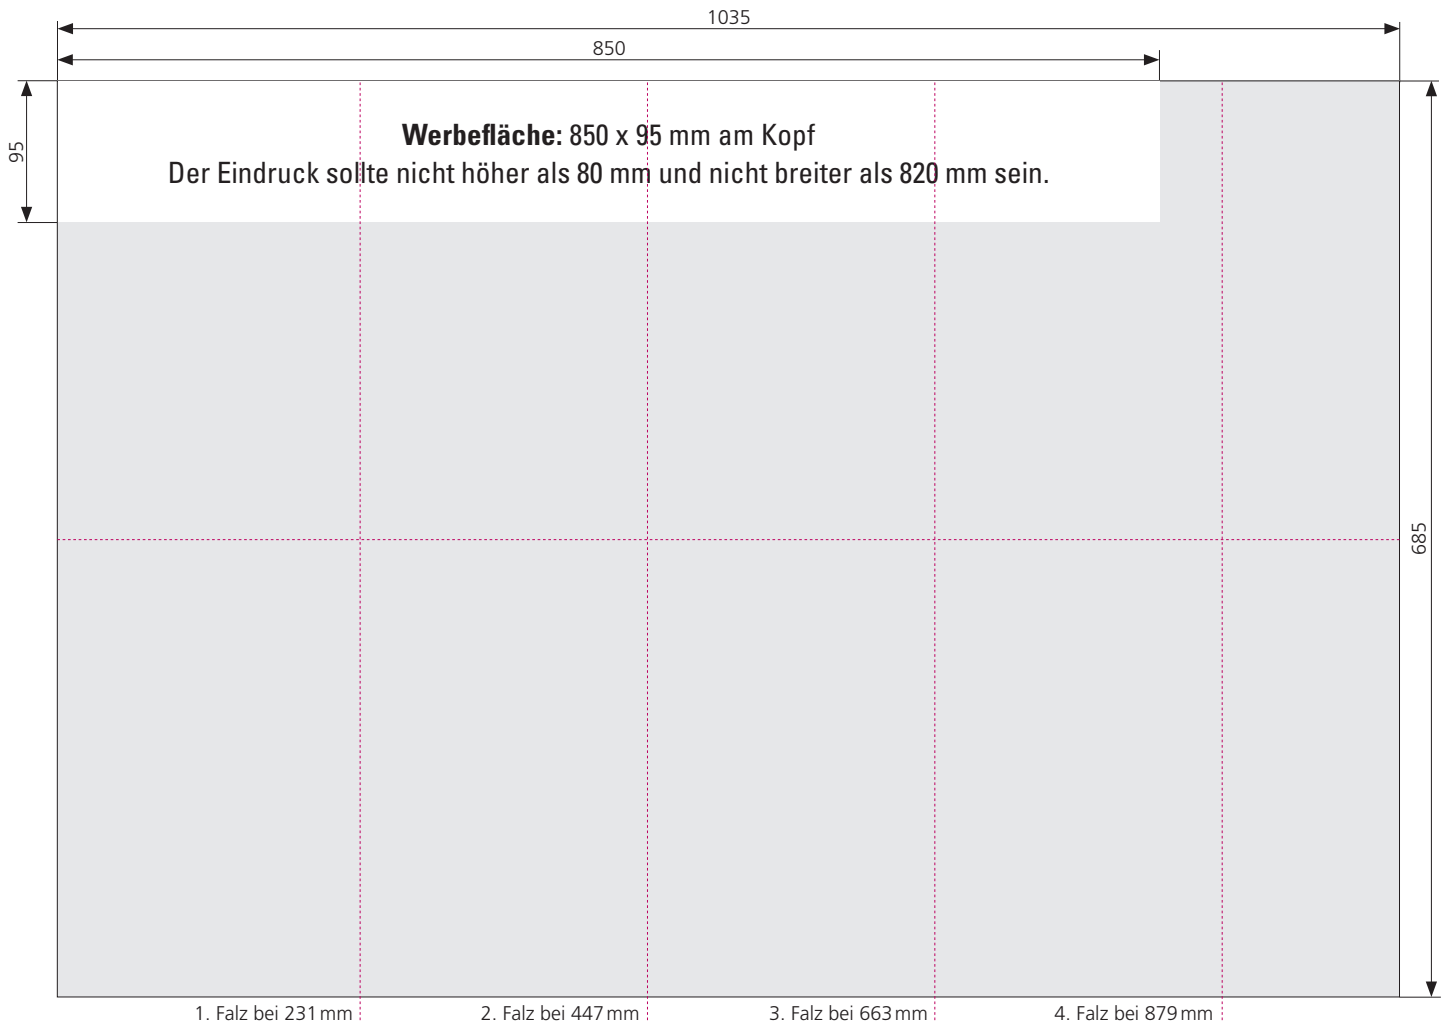 1035
850
95
Werbefläche: 850 x 95 mm am Kopf
Der Eindruck sollte nicht höher als 80 mm und nicht breiter als 820 mm sein.
685
1. Falz bei 231 mm
2. Falz bei 447 mm
3. Falz bei 663 mm
4. Falz bei 879 mm